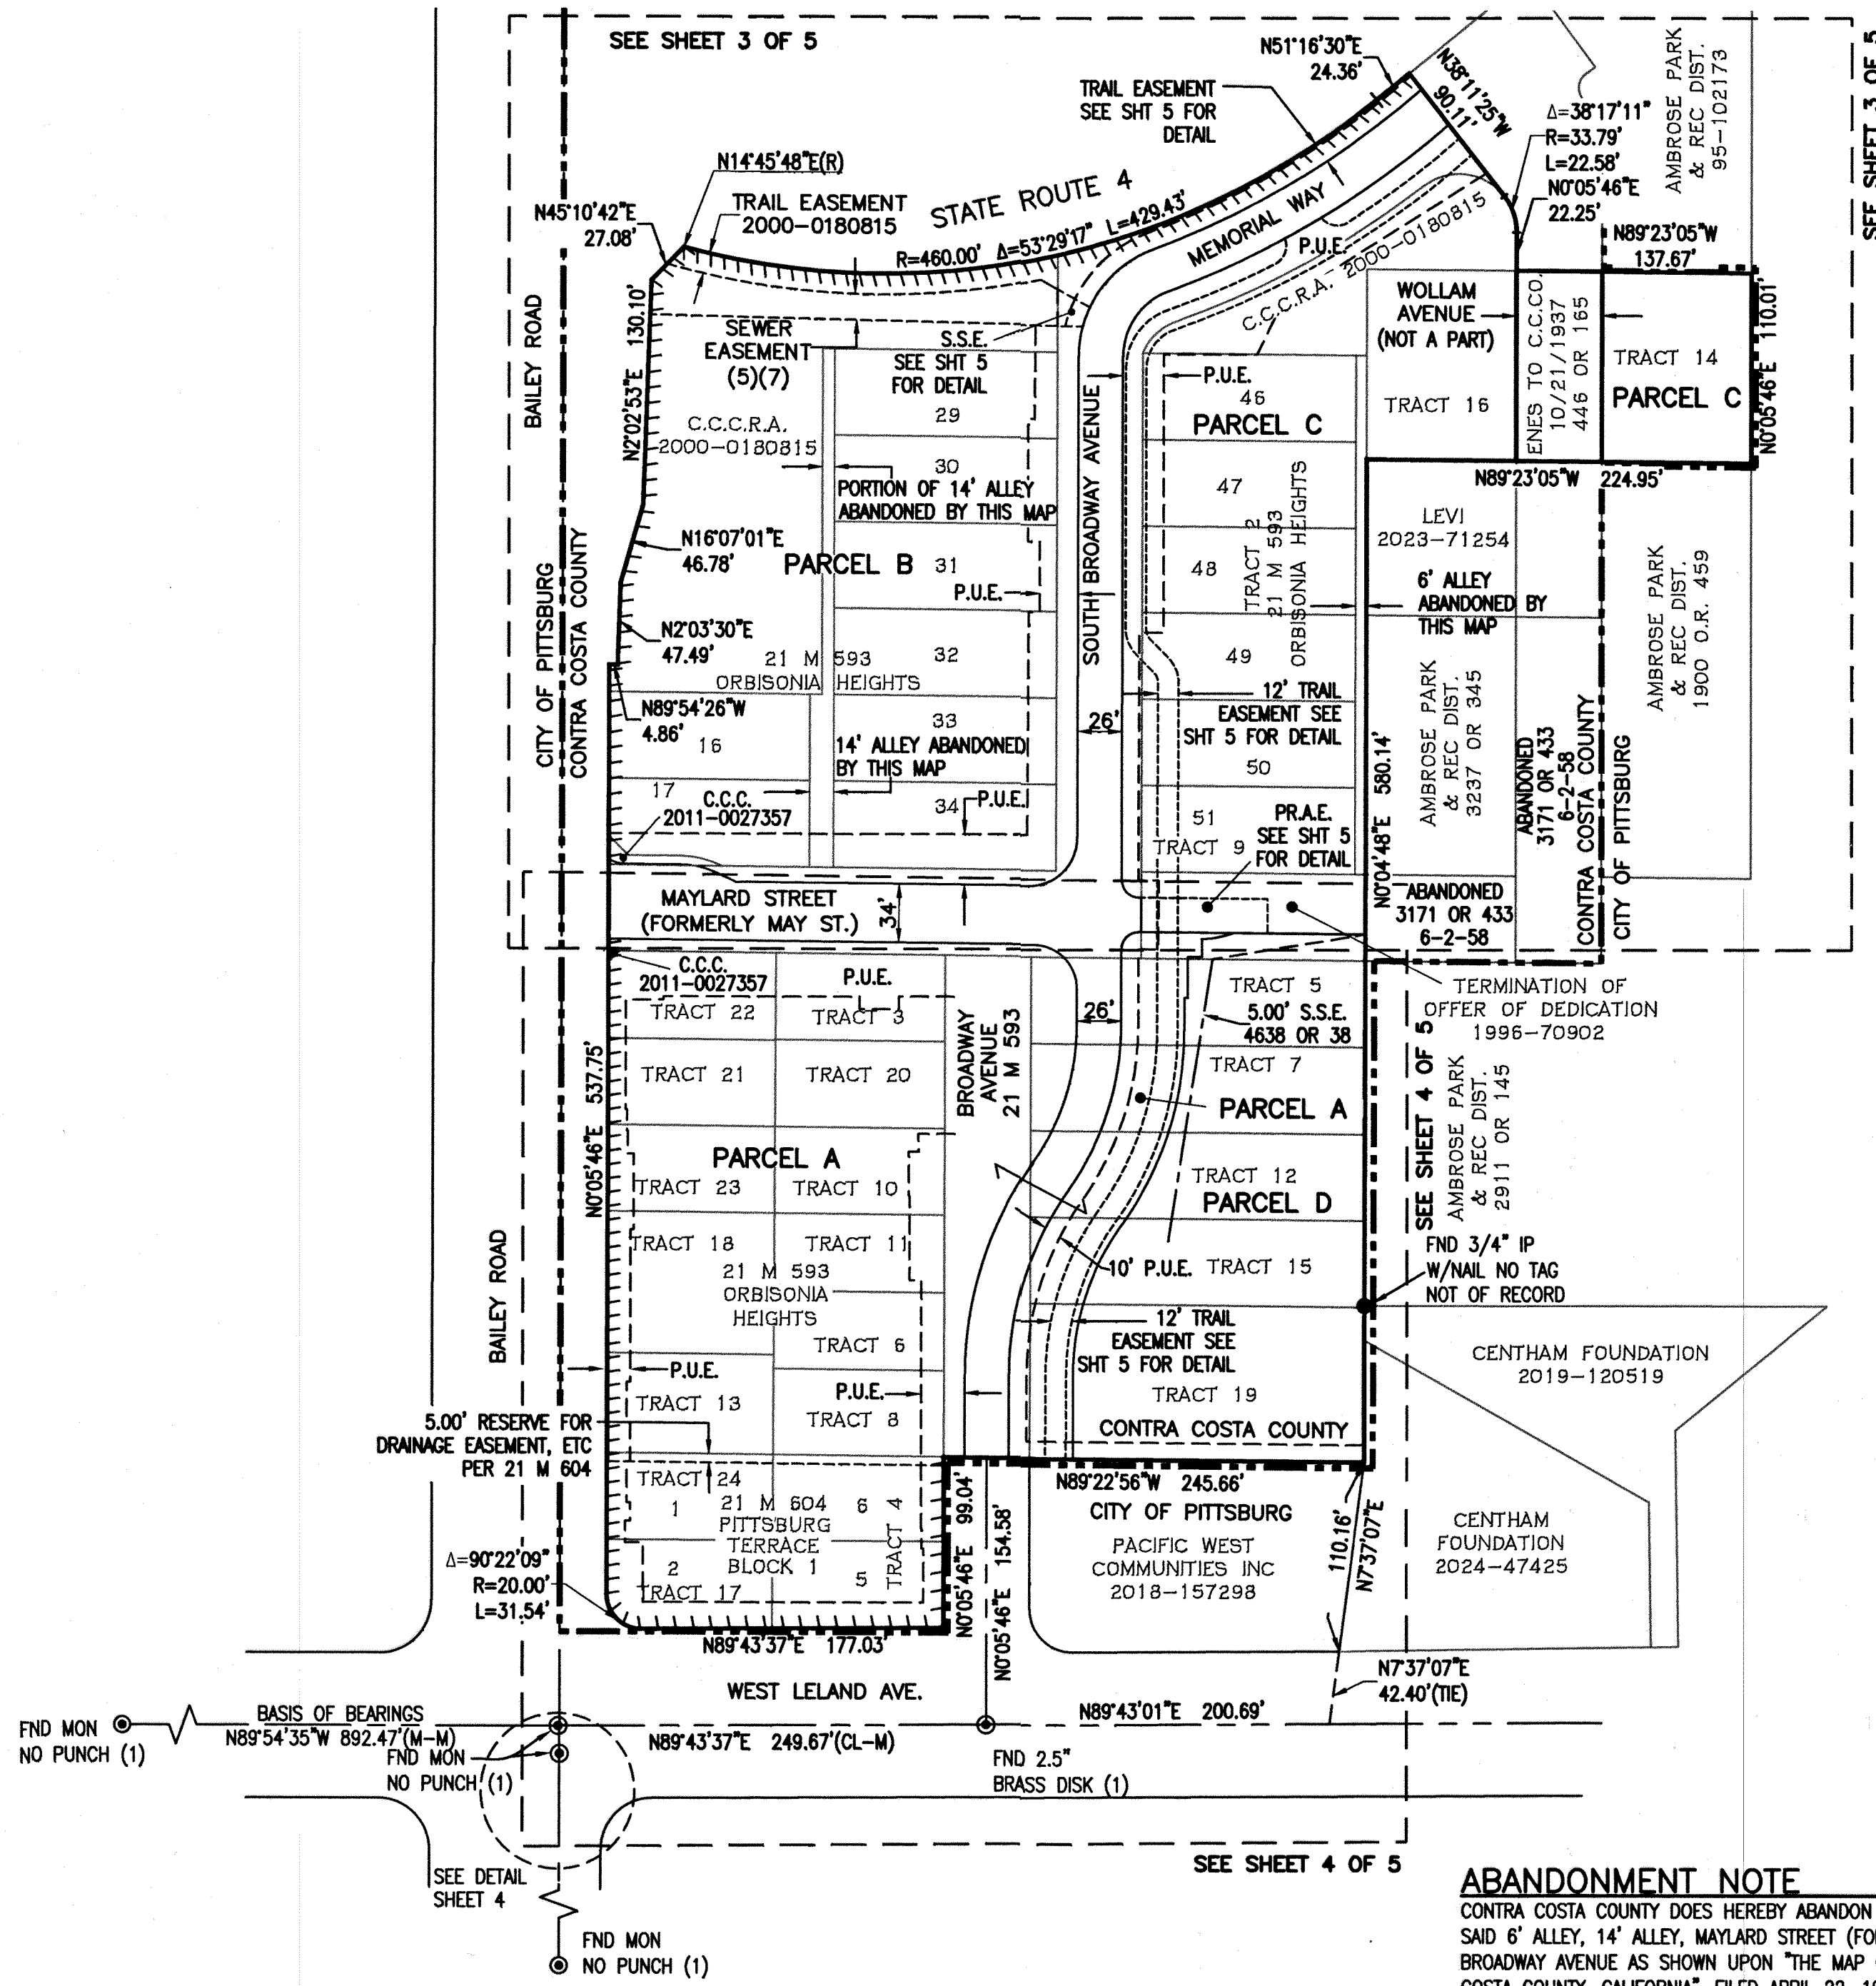 SEE SHEET 3 OF 5
N51°16'30"E
24.36'
N38°11'25"W
90.11'
AMBROSE PARK
& REC DIST.
95-102173
SEE SHEET 3 OF 5
TRAIL EASEMENT
SEE SHT 5 FOR
DETAIL
Δ=38°17'11"
R=33.79'
L=22.58'
N0°05'46"E
22.25'
N14°45'48"E(R)
TRAIL EASEMENT
2000-0180815
STATE ROUTE 4
N45°10'42"E
27.08'
R=460.00' Δ=53°29'17" L=429.43'
MEMORIAL WAY
P.U.E.
C.C.C.R.A. 2000-0180815
N89°23'05"W
137.67'
BAILEY ROAD
N2°02'53"E 130.10'
SEWER
EASEMENT
(5)(7)
S.S.E.
SEE SHT 5
FOR DETAIL
29
WOLLAM
AVENUE
(NOT A PART)
TRACT 16
ENES TO C.C.CO.
10/21/1937
446 OR 165
TRACT 14
PARCEL C
N0°05'46"E 110.01'
C.C.C.R.A.
2000-0180815
P.U.E.
46
PARCEL C
30
PORTION OF 14' ALLEY
ABANDONED BY THIS MAP
SOUTH BROADWAY AVENUE
47
N89°23'05"W 224.95'
CITY OF PITTSBURG
CONTRA COSTA COUNTY
N16°07'01"E
46.78'
PARCEL B
31
P.U.E.
48
TRACT 2
21 M 593
ORBISONIA HEIGHTS
LEVI
2023-71254
6' ALLEY
ABANDONED BY
THIS MAP
AMBROSE PARK
& REC DIST.
1900 O.R. 459
N2°03'30"E
47.49'
21 M 593
ORBISONIA HEIGHTS
32
49
12' TRAIL
EASEMENT SEE
SHT 5 FOR DETAIL
N89°54'26"W
4.86'
16
33
14' ALLEY ABANDONED
BY THIS MAP
26'
50
N0°04'48"E 580.14'
AMBROSE PARK
& REC DIST.
3237 OR 345
ABANDONED
3171 OR 433
6-2-58
CONTRA COSTA COUNTY
CITY OF PITTSBURG
17
C.C.C.
2011-0027357
34
P.U.E.
51
TRACT 9
PR.A.E.
SEE SHT 5
FOR DETAIL
MAYLARD STREET
(FORMERLY MAY ST.)
34'
ABANDONED
3171 OR 433
6-2-58
C.C.C.
2011-0027357
P.U.E.
TRACT 22
TRACT 3
BROADWAY
AVENUE
21 M 593
26'
TRACT 5
5.00' S.S.E.
4638 OR 38
TERMINATION OF
OFFER OF DEDICATION
1996-70902
SEE SHEET 4 OF 5
AMBROSE PARK
& REC DIST.
2911 OR 145
N0°05'46"E 537.75'
TRACT 21
TRACT 20
TRACT 7
PARCEL A
PARCEL A
TRACT 23
TRACT 10
TRACT 12
PARCEL D
BAILEY ROAD
TRACT 18
TRACT 11
21 M 593
ORBISONIA
HEIGHTS
10' P.U.E.
TRACT 15
FND 3/4" IP
W/NAIL NO TAG
NOT OF RECORD
TRACT 6
12' TRAIL
EASEMENT SEE
SHT 5 FOR DETAIL
CENTHAM FOUNDATION
2019-120519
P.U.E.
TRACT 13
P.U.E.
TRACT 8
TRACT 19
CONTRA COSTA COUNTY
5.00' RESERVE FOR
DRAINAGE EASEMENT, ETC
PER 21 M 604
TRACT 24
1
21 M 604
PITTSBURG
TERRACE
BLOCK 1
6
TRACT 4
2
TRACT 17
5
Δ=90°22'09"
R=20.00'
L=31.54'
N0°05'46"E 99.04'
N0°05'46"E 154.58'
N89°22'56"W 245.66'
CITY OF PITTSBURG
PACIFIC WEST
COMMUNITIES INC
2018-157298
110.16'
N7°37'07"E
CENTHAM
FOUNDATION
2024-47425
N89°43'37"E 177.03'
WEST LELAND AVE.
N7°37'07"E
42.40'(TIE)
FND MON
NO PUNCH (1)
BASIS OF BEARINGS
N89°54'35"W 892.47'(M-M)
FND MON
NO PUNCH (1)
N89°43'37"E 249.67'(CL-M)
N89°43'01"E 200.69'
FND 2.5"
BRASS DISK (1)
SEE DETAIL
SHEET 4
SEE SHEET 4 OF 5
FND MON
NO PUNCH (1)
ABANDONMENT NOTE
CONTRA COSTA COUNTY DOES HEREBY ABANDON
SAID 6' ALLEY, 14' ALLEY, MAYLARD STREET
BROADWAY AVENUE AS SHOWN UPON "THE MAP
COSTA COUNTY, CALIFORNIA", FILED APRIL 22,